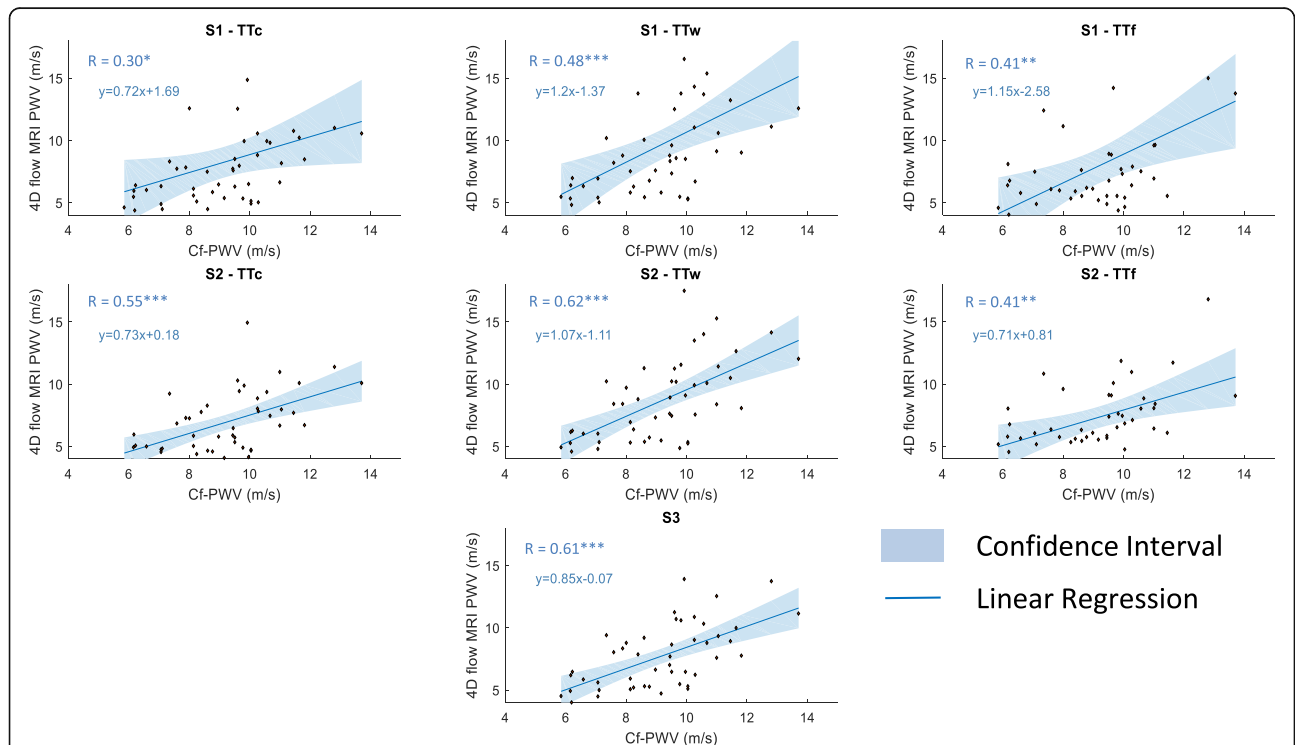 S1 - TTc
4D flow MRI PWV (m/s)
R = 0.30*
y=0.72x+1.69
15
10
5
4 6 8 10 12 14
Cf-PWV (m/s)
S1 - TTw
4D flow MRI PWV (m/s)
R = 0.48***
y=1.2x-1.37
15
10
5
4 6 8 10 12 14
Cf-PWV (m/s)
S1 - TTf
4D flow MRI PWV (m/s)
R = 0.41**
y=1.15x-2.58
15
10
5
4 6 8 10 12 14
Cf-PWV (m/s)
S2 - TTc
4D flow MRI PWV (m/s)
R = 0.55***
y=0.73x+0.18
15
10
5
4 6 8 10 12 14
Cf-PWV (m/s)
S2 - TTw
4D flow MRI PWV (m/s)
R = 0.62***
y=1.07x-1.11
15
10
5
4 6 8 10 12 14
Cf-PWV (m/s)
S2 - TTf
4D flow MRI PWV (m/s)
R = 0.41**
y=0.71x+0.81
15
10
5
4 6 8 10 12 14
Cf-PWV (m/s)
S3
4D flow MRI PWV (m/s)
R = 0.61***
y=0.85x-0.07
15
10
5
4 6 8 10 12 14
Cf-PWV (m/s)
Confidence Interval
Linear Regression